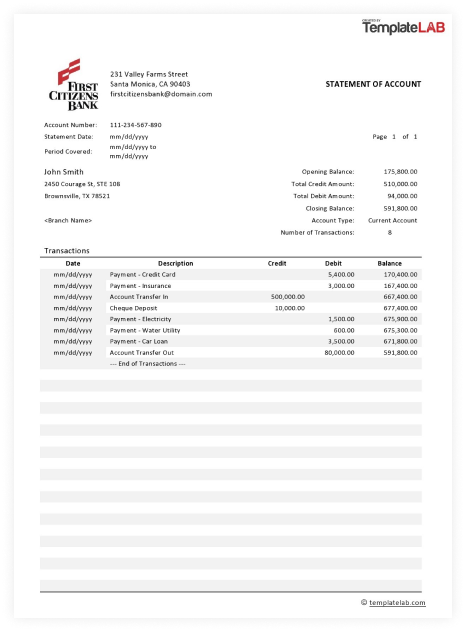 CREATED BY
TemplateLAB
FIRST
CITIZENS
BANK
231 Valley Farms Street
Santa Monica, CA 90403
firstcitizensbank@domain.com
STATEMENT OF ACCOUNT
Account Number: 111-234-567-890
Statement Date: mm/dd/yyyy Page 1 of 1
Period Covered: mm/dd/yyyy to
mm/dd/yyyy
John Smith Opening Balance: 175,800.00
2450 Courage St, STE 108 Total Credit Amount: 510,000.00
Brownsville, TX 78521 Total Debit Amount: 94,000.00
Closing Balance: 591,800.00
<Branch Name> Account Type: Current Account
Number of Transactions: 8
Transactions
Date Description Credit Debit Balance
mm/dd/yyyy Payment - Credit Card 5,400.00 170,400.00
mm/dd/yyyy Payment - Insurance 3,000.00 167,400.00
mm/dd/yyyy Account Transfer In 500,000.00 667,400.00
mm/dd/yyyy Cheque Deposit 10,000.00 677,400.00
mm/dd/yyyy Payment - Electricity 1,500.00 675,900.00
mm/dd/yyyy Payment - Water Utility 600.00 675,300.00
mm/dd/yyyy Payment - Car Loan 3,500.00 671,800.00
mm/dd/yyyy Account Transfer Out 80,000.00 591,800.00
--- End of Transactions ---
© templatelab.com